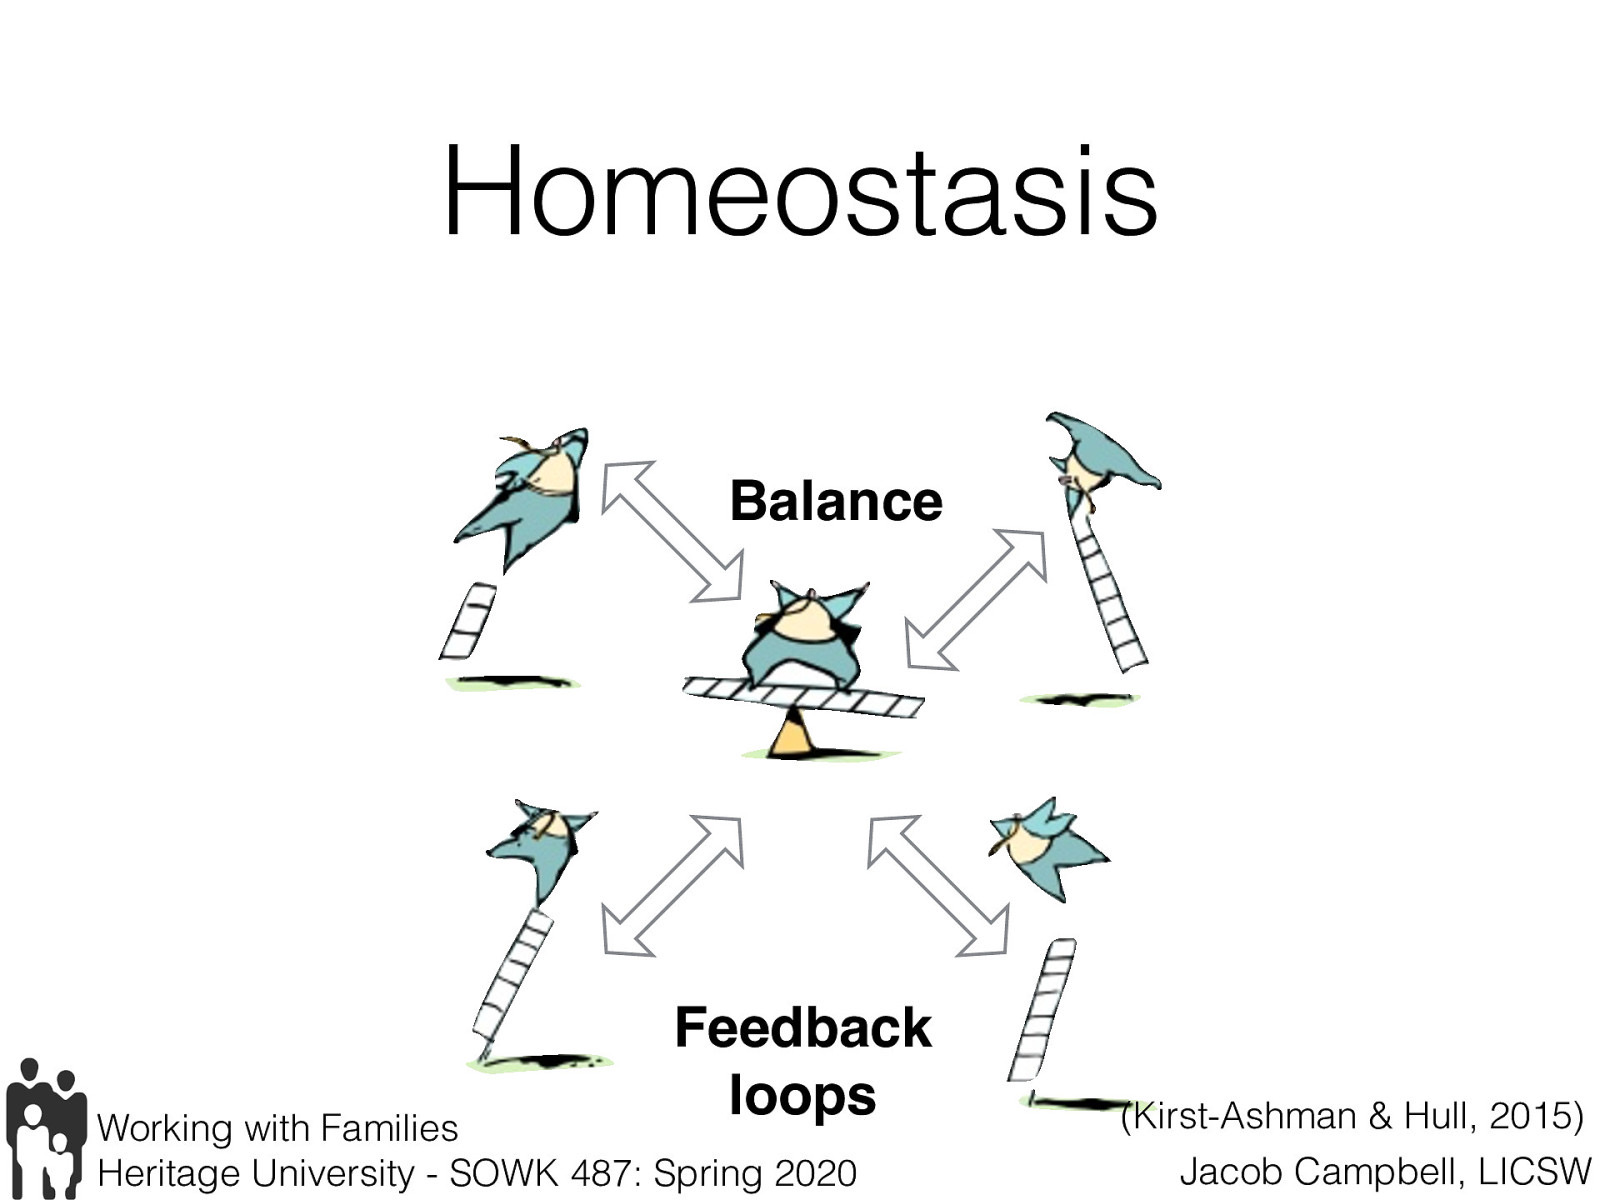 Homeostasis
Balance
Feedback
loops
(Kirst-Ashman & Hull, 2015)
Working with Families
Heritage University - SOWK 487: Spring 2020
Jacob Campbell, LICSW